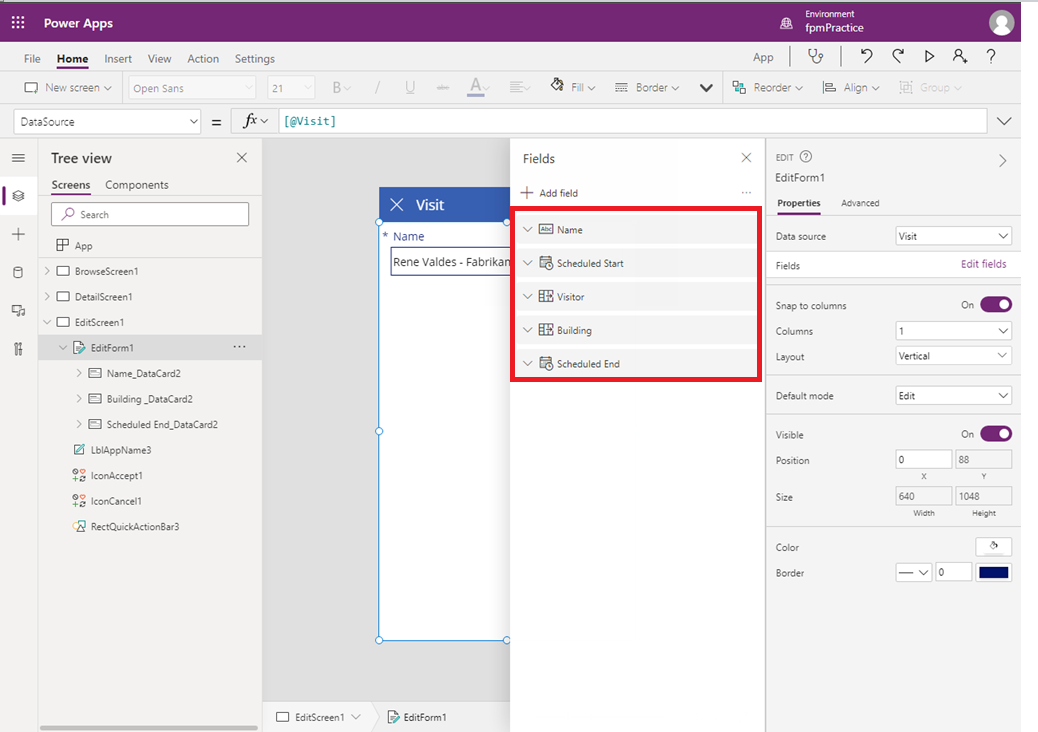 Power Apps
Environment
fpmPractice
File Home Insert View Action Settings
App
New screen Open Sans 21 B / U A Fill Border Reorder Align Group
DataSource = fx [@Visit]
Tree view
Screens Components
Search
App
BrowseScreen1
DetailScreen1
EditScreen1
EditForm1 ...
Name_DataCard2
Building _DataCard2
Scheduled End_DataCard2
LblAppName3
IconAccept1
IconCancel1
RectQuickActionBar3
Visit
* Name
Rene Valdes - Fabrikam
EditScreen1 EditForm1
Fields
Add field ...
Abc Name
Scheduled Start
Visitor
Building
Scheduled End
EDIT ?
EditForm1
Properties Advanced
Data source Visit
Fields Edit fields
Snap to columns On
Columns 1
Layout Vertical
Default mode Edit
Visible On
Position 0 88
X Y
Size 640 1048
Width Height
Color
Border 0